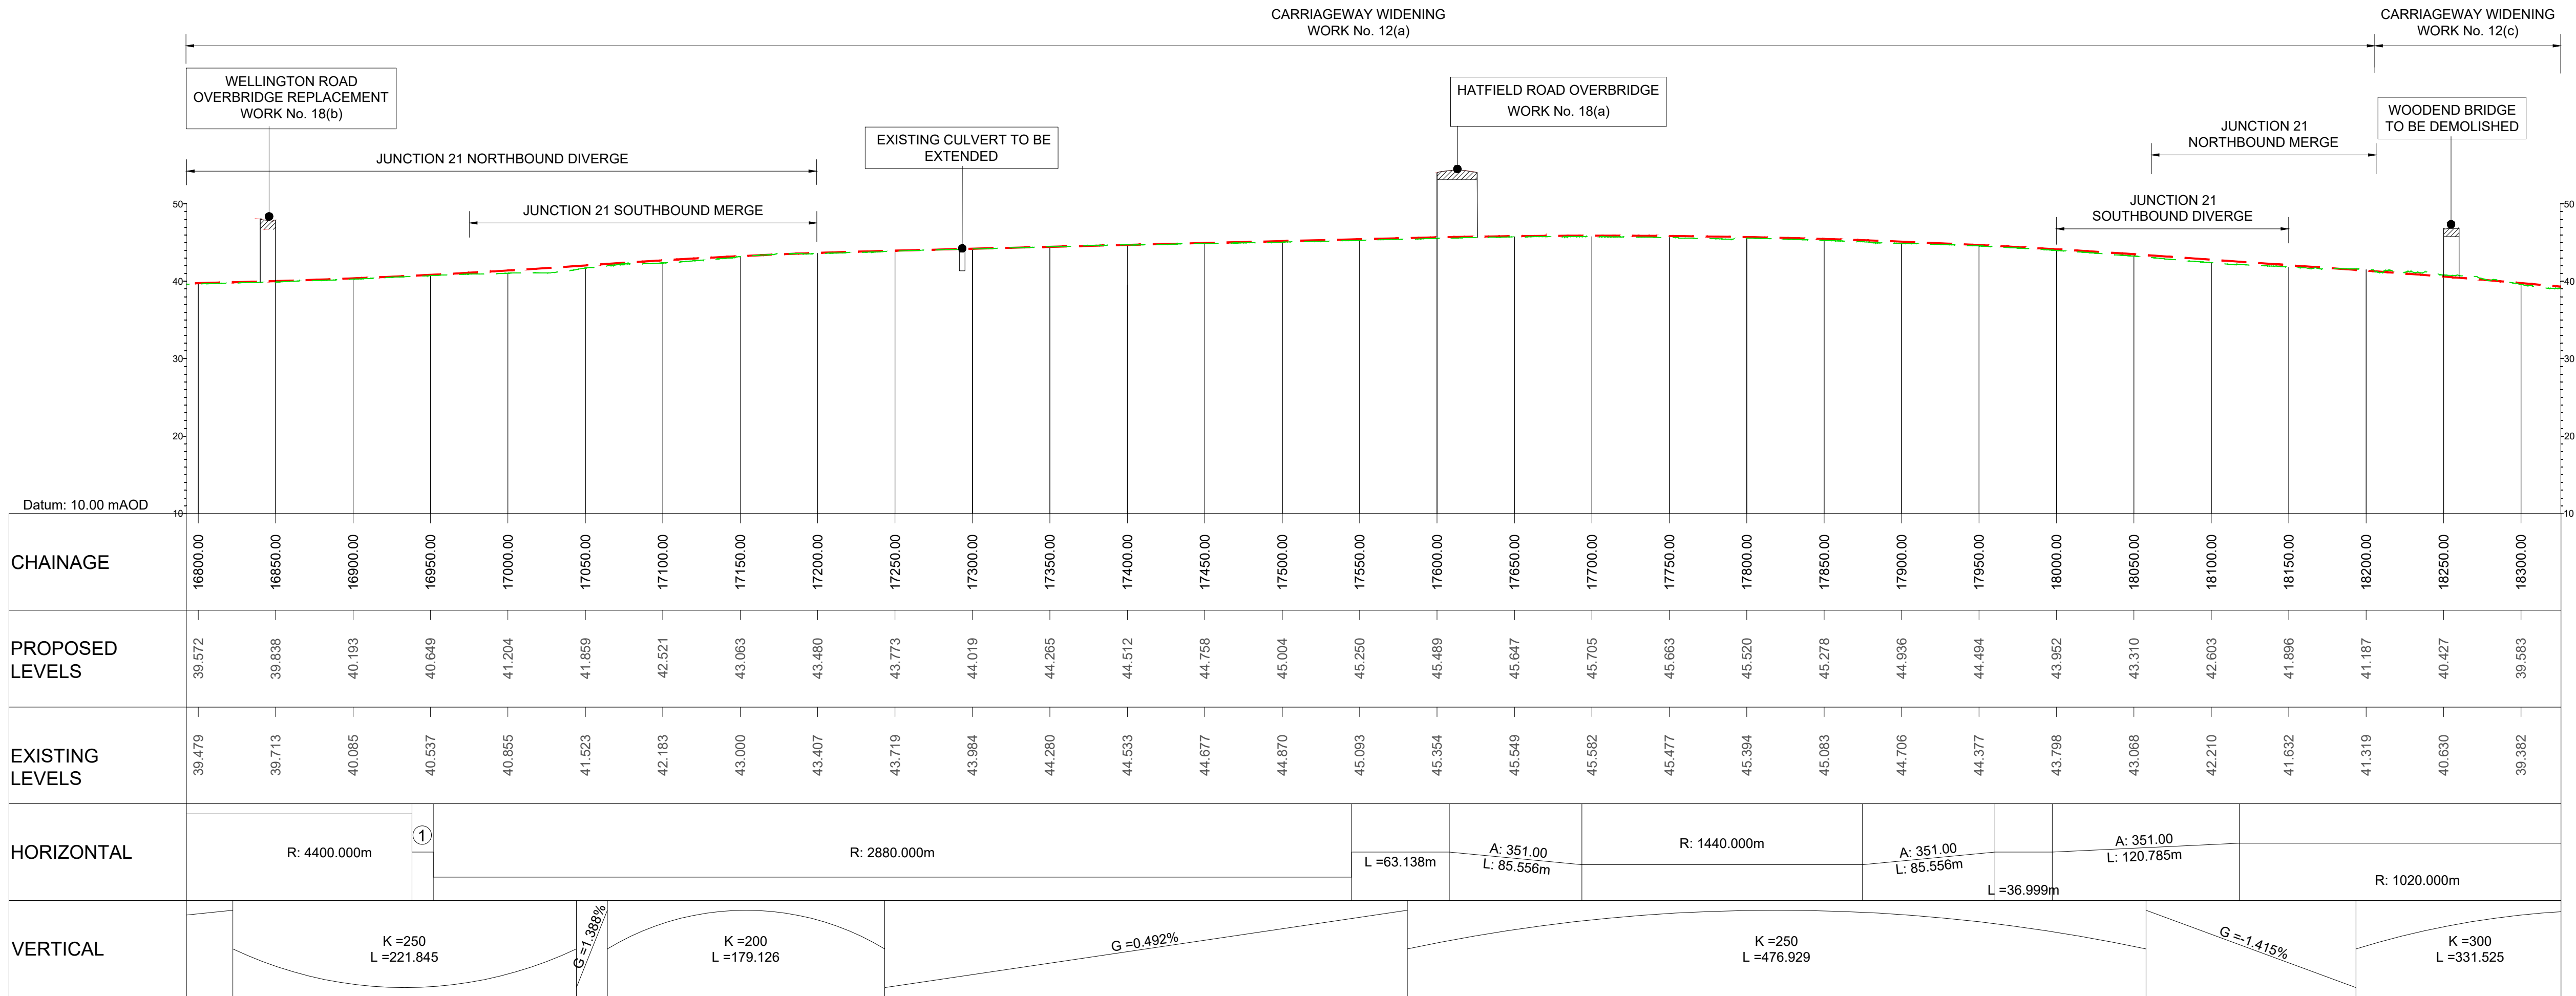 CARRIAGEWAY WIDENING
WORK No. 12(a)
CARRIAGEWAY WIDENING
WORK No. 12(c)
WELLINGTON ROAD
OVERBRIDGE REPLACEMENT
WORK No. 18(b)
HATFIELD ROAD OVERBRIDGE
WORK No. 18(a)
WOODEND BRIDGE
TO BE DEMOLISHED
JUNCTION 21
NORTHBOUND MERGE
EXISTING CULVERT TO BE
EXTENDED
JUNCTION 21 NORTHBOUND DIVERGE
JUNCTION 21 SOUTHBOUND MERGE
JUNCTION 21
SOUTHBOUND DIVERGE
50
40
30
20
10
50
40
30
20
10
Datum: 10.00 mAOD
CHAINAGE
16800.00 16850.00 16900.00 16950.00 17000.00 17050.00 17100.00 17150.00 17200.00 17250.00 17300.00 17350.00 17400.00 17450.00 17500.00 17550.00 17600.00 17650.00 17700.00 17750.00 17800.00 17850.00 17900.00 17950.00 18000.00 18050.00 18100.00 18150.00 18200.00 18250.00 18300.00
PROPOSED
LEVELS
39.572 39.838 40.193 40.649 41.204 41.859 42.521 43.063 43.480 43.773 44.019 44.265 44.512 44.758 45.004 45.250 45.489 45.647 45.705 45.663 45.520 45.278 44.936 44.494 43.952 43.310 42.603 41.896 41.187 40.427 39.583
EXISTING
LEVELS
39.479 39.713 40.085 40.537 40.855 41.523 42.183 43.000 43.407 43.719 43.984 44.280 44.533 44.677 44.870 45.093 45.354 45.549 45.582 45.477 45.394 45.083 44.706 44.377 43.798 43.068 42.210 41.632 41.319 40.630 39.382
HORIZONTAL
R: 4400.000m
1
R: 2880.000m
L =63.138m
A: 351.00
L: 85.556m
R: 1440.000m
A: 351.00
L: 85.556m
L =36.999m
A: 351.00
L: 120.785m
R: 1020.000m
VERTICAL
K =250
L =221.845
G =1.388%
K =200
L =179.126
G =0.492%
K =250
L =476.929
G =-1.415%
K =300
L =331.525